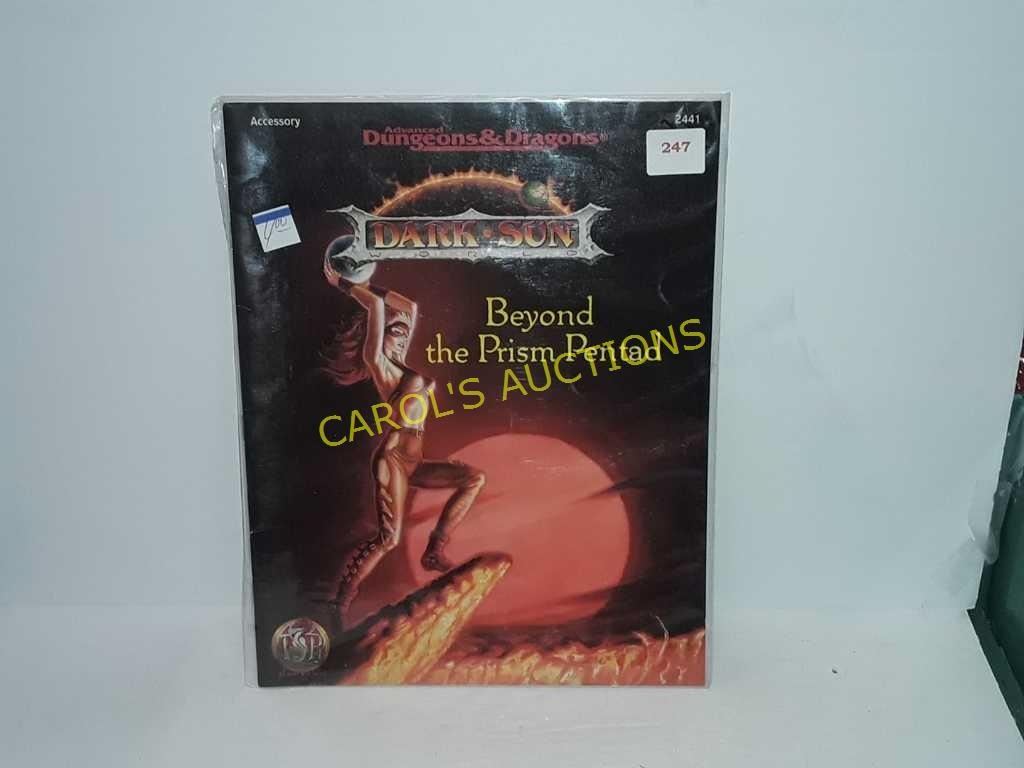 Accessory
2441
Advanced
Dungeons & Dragons®
247
DARK • SUN
WORLD
Beyond
the Prism Pentad
CAROL'S AUCTIONS
TSR